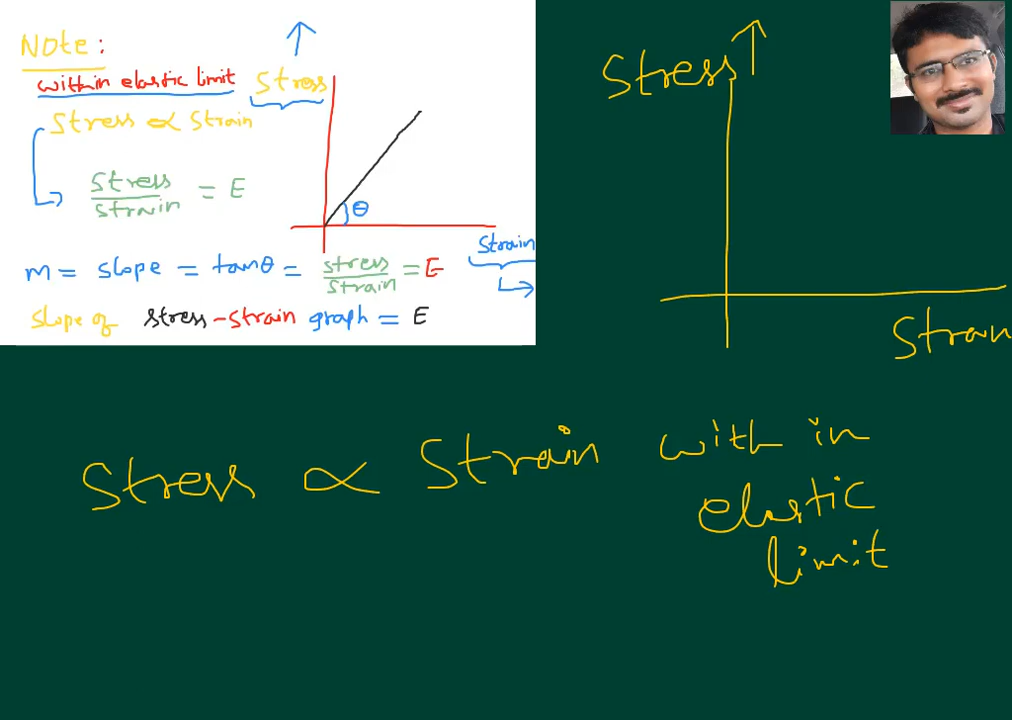 Note:
within elastic limit
Stress
Stress ∝ Strain
stress/strain = E
θ
Strain
m = slope = tanθ = stress/strain = E
slope of stress-strain graph = E
Stress
Strain
Stress ∝ Strain with in
elastic
limit